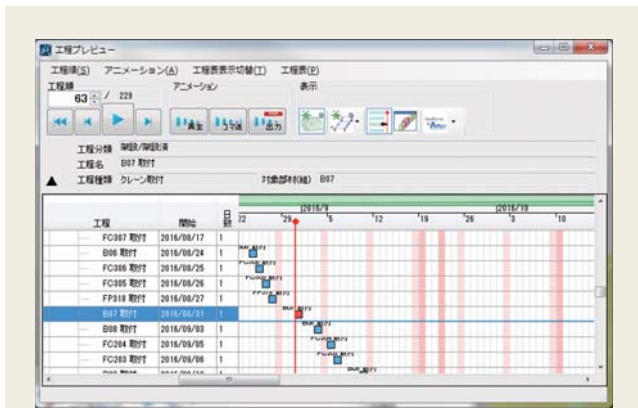 工程プレビュー
工程順(S) アニメーション(A) 工程表表示切替(T) 工程表(P)
工程順 アニメーション 表示
63 / 229
再生 コマ送 出力
工程分類 架設/架設済
工程名 B07 取付
工程種類 クレーン取付 対象部材(組) B07
2016/9 2016/10
工程 開始 日数 22 '29 '5 '12 '19 '26 '3 '10
FC307 取付 2016/08/17 1
B06 取付 2016/08/24 1
FC306 取付 2016/08/25 1
FC305 取付 2016/08/26 1
FP318 取付 2016/08/27 1
B07 取付 2016/08/31 1
B08 取付 2016/09/03 1
FC204 取付 2016/09/05 1
FC203 取付 2016/09/06 1